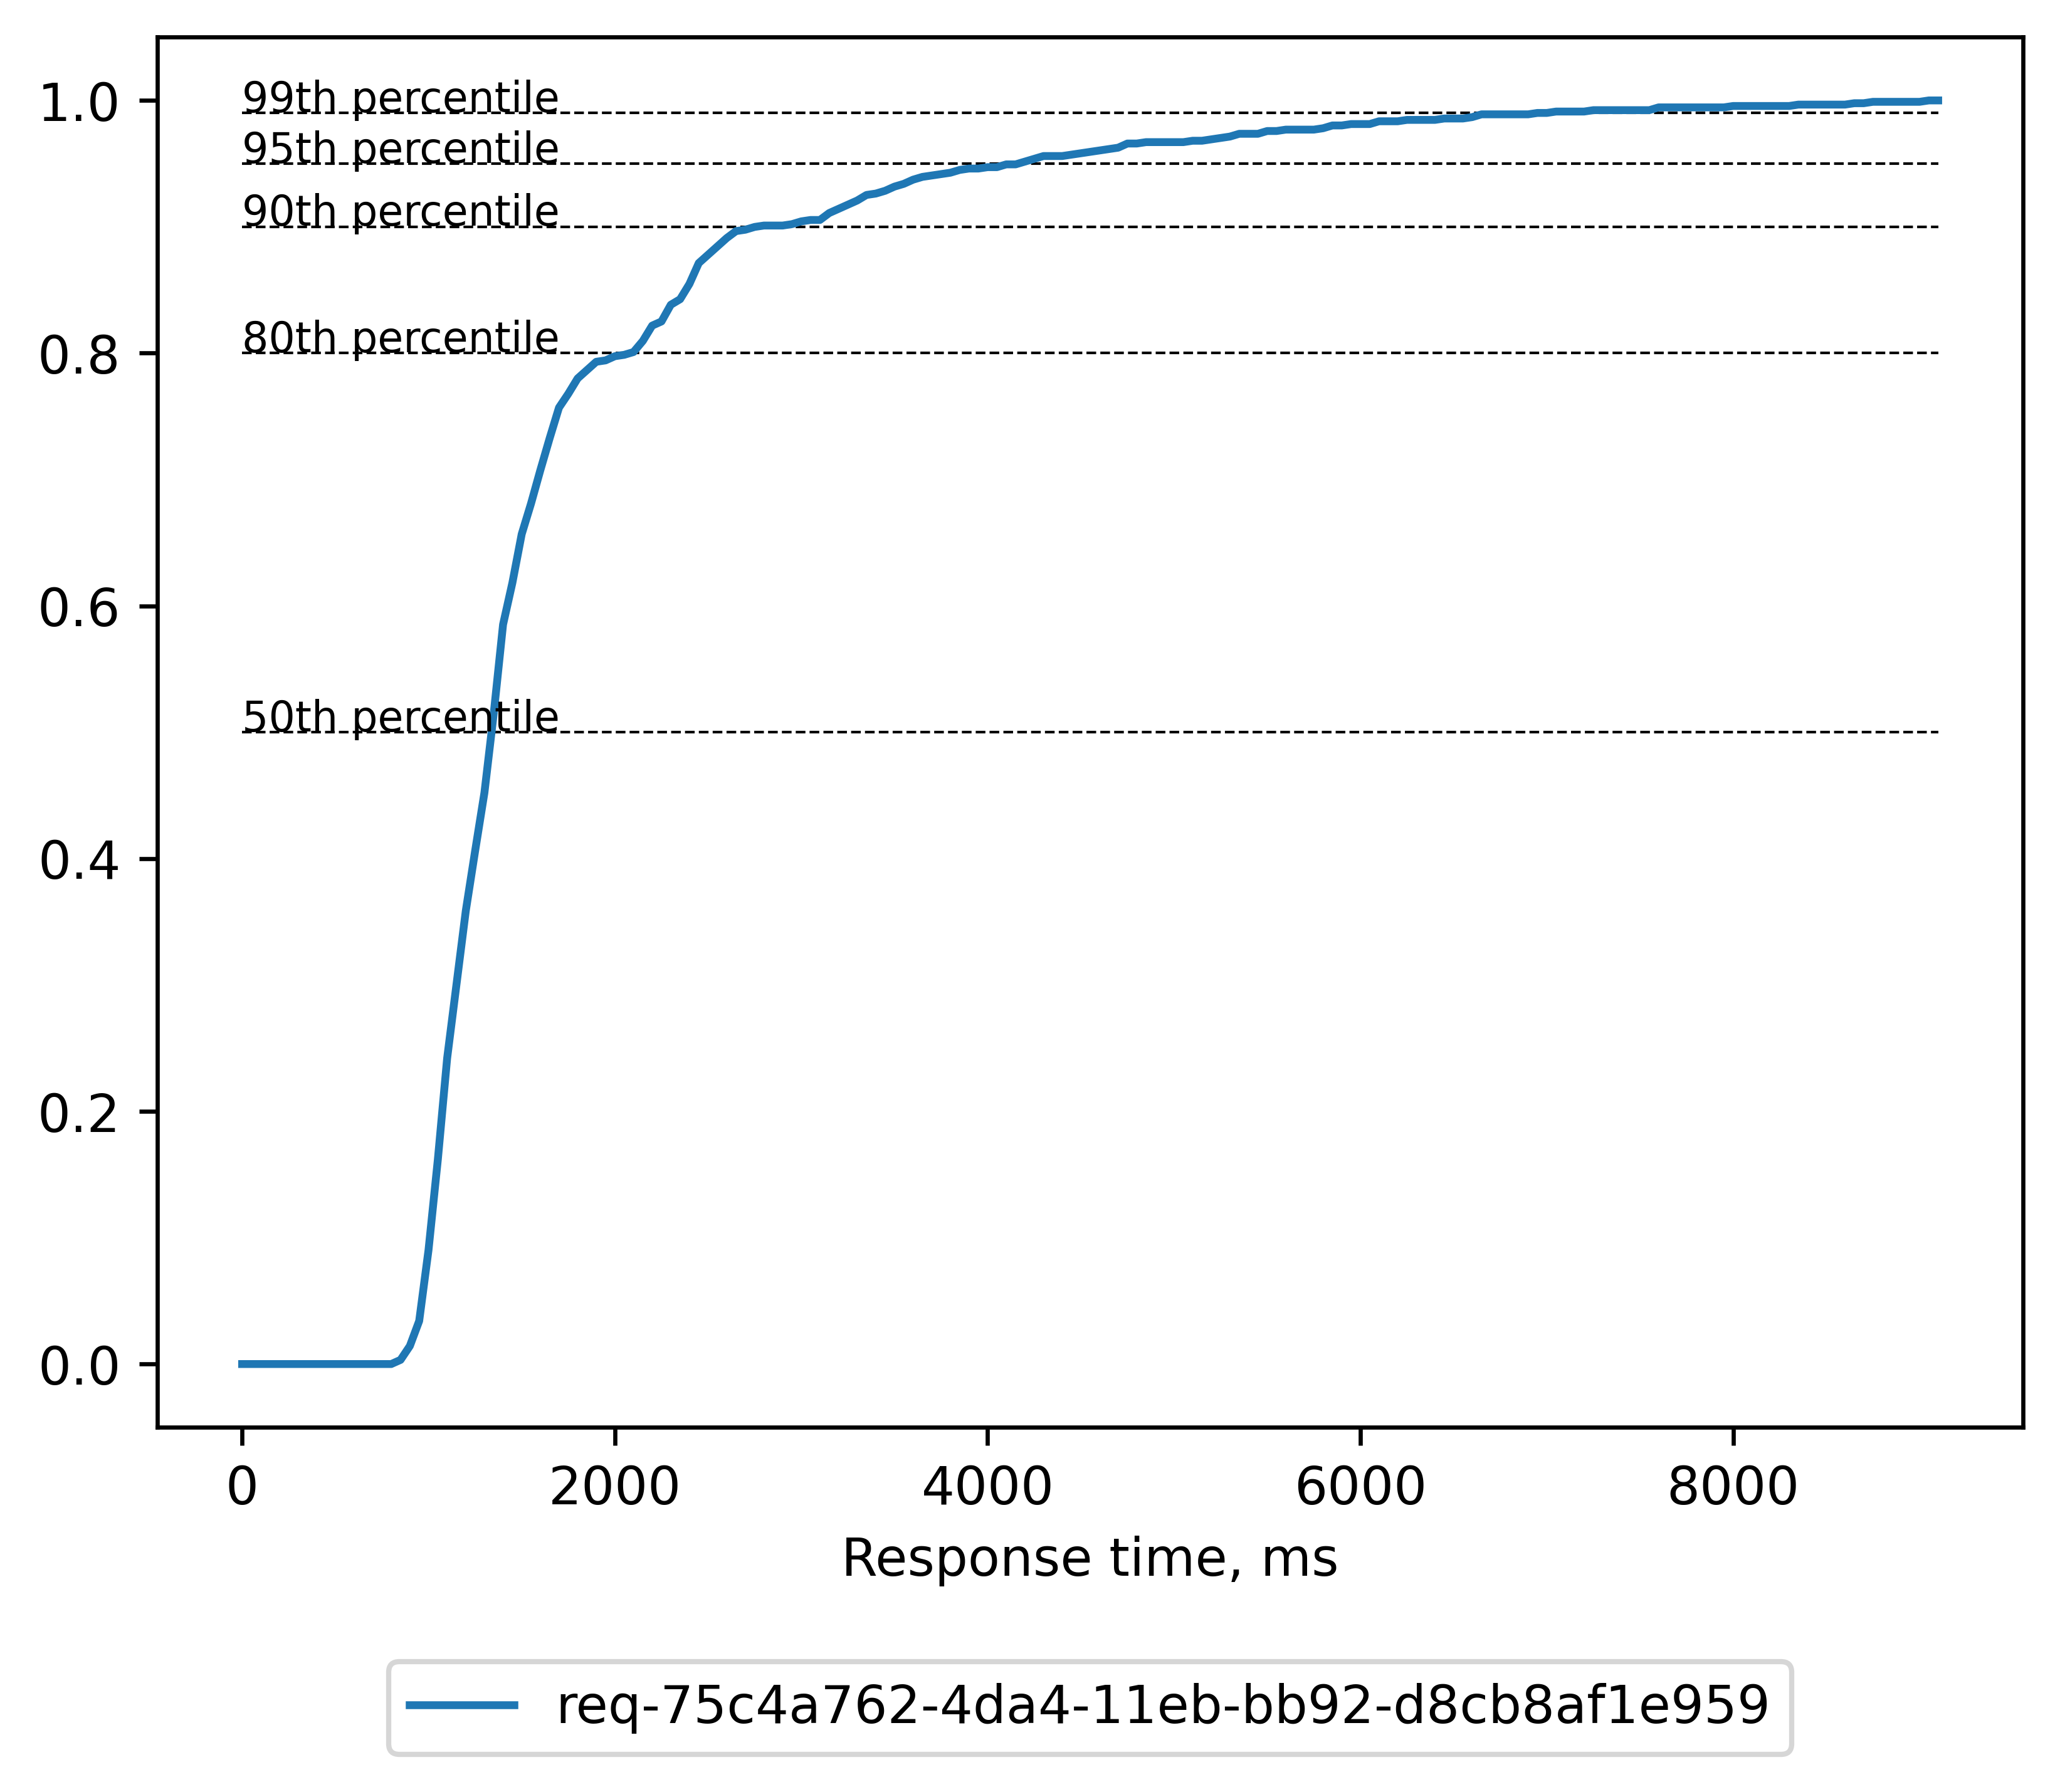 1.0
99th percentile
95th percentile
90th percentile
0.8
80th percentile
0.6
50th percentile
0.4
0.2
0.0
0 2000 4000 6000 8000
Response time, ms
req-75c4a762-4da4-11eb-bb92-d8cb8af1e959